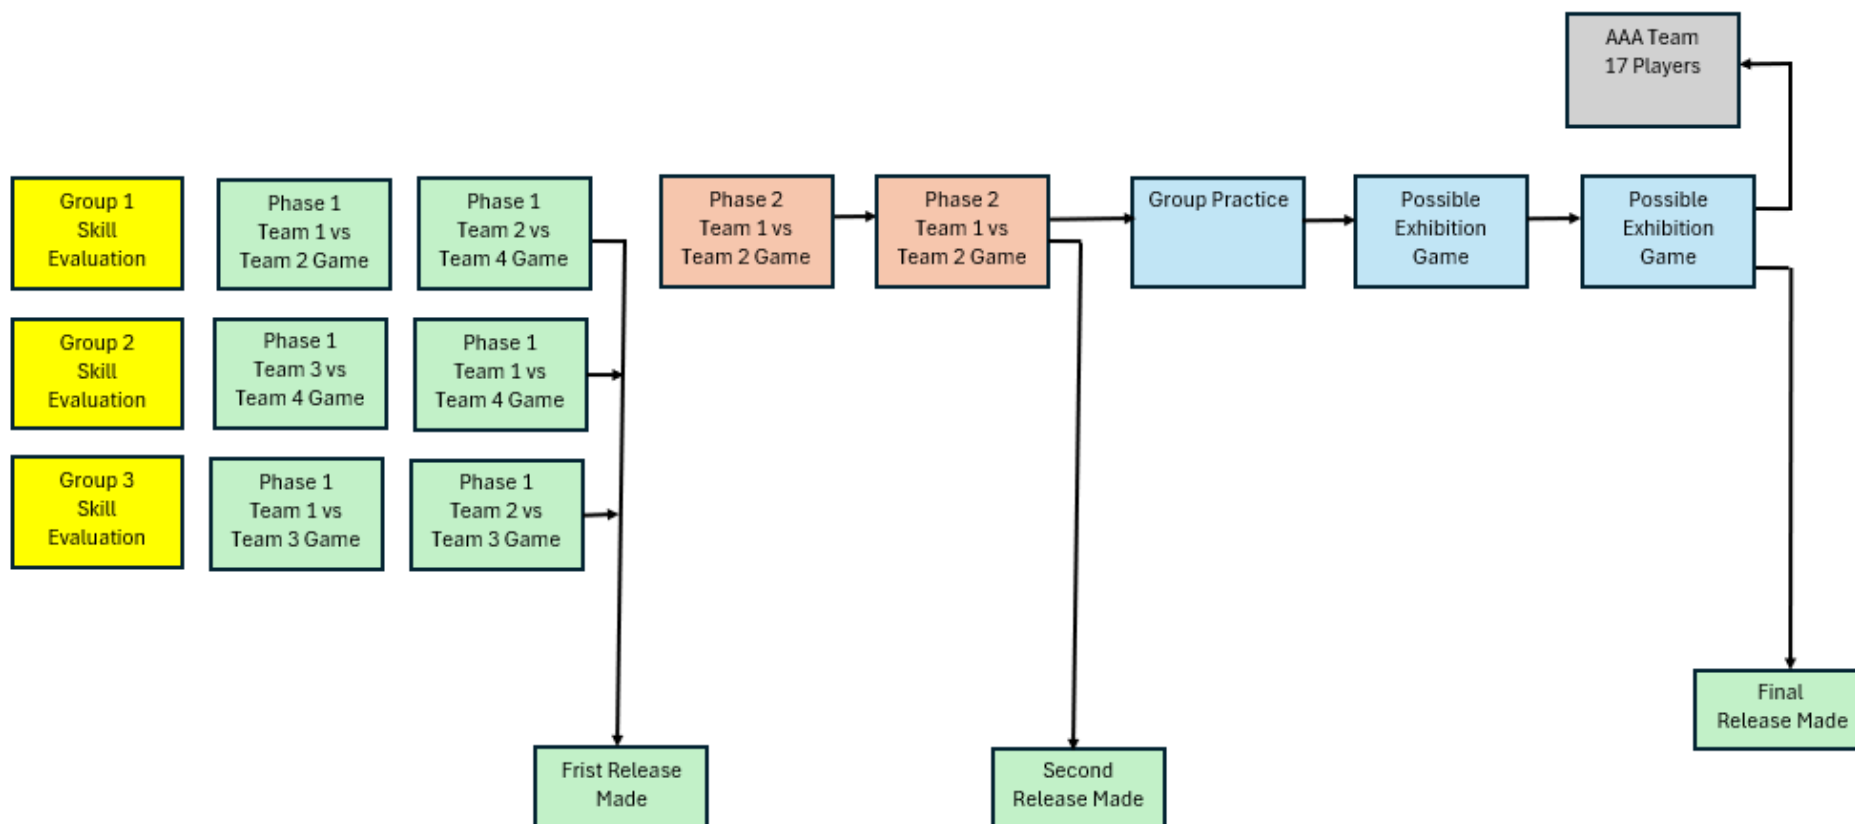 AAA Team
17 Players
Group 1
Skill
Evaluation
Phase 1
Team 1 vs
Team 2 Game
Phase 1
Team 2 vs
Team 4 Game
Phase 2
Team 1 vs
Team 2 Game
Phase 2
Team 1 vs
Team 2 Game
Group Practice
Possible
Exhibition
Game
Possible
Exhibition
Game
Group 2
Skill
Evaluation
Phase 1
Team 3 vs
Team 4 Game
Phase 1
Team 1 vs
Team 4 Game
Group 3
Skill
Evaluation
Phase 1
Team 1 vs
Team 3 Game
Phase 1
Team 2 vs
Team 3 Game
Frist Release
Made
Second
Release Made
Final
Release Made